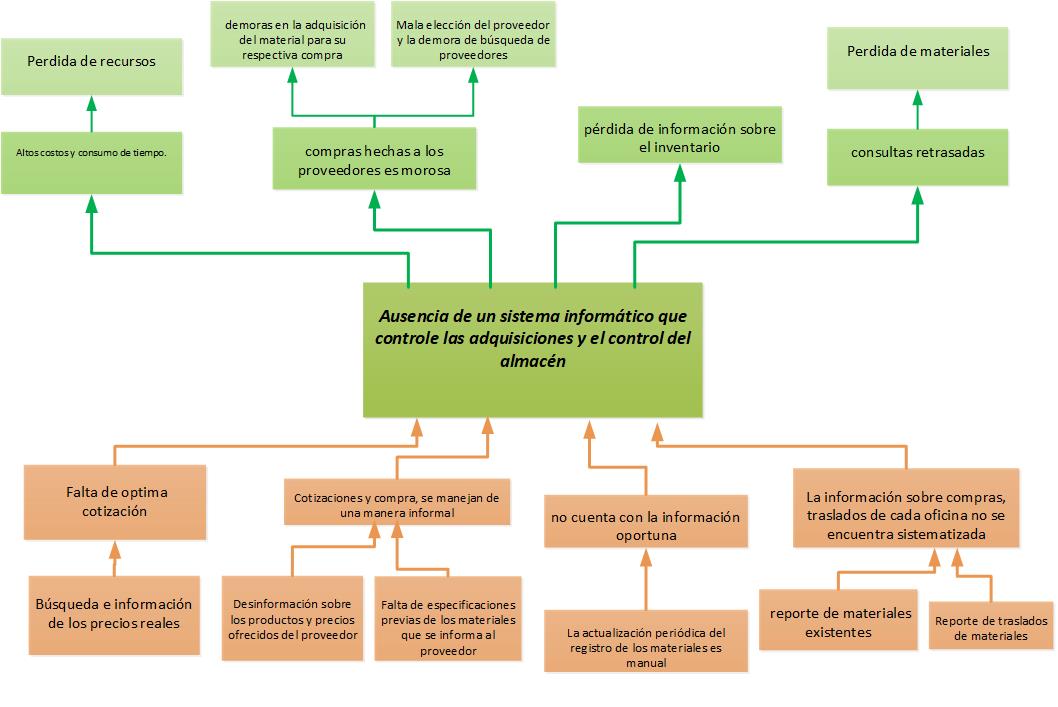 demoras en la adquisición
del material para su
respectiva compra
Mala elección del proveedor
y la demora de búsqueda de
proveedores
Perdida de recursos
Perdida de materiales
Altos costos y consumo de tiempo.
compras hechas a los
proveedores es morosa
pérdida de información sobre
el inventario
consultas retrasadas
Ausencia de un sistema informático que
controle las adquisiciones y el control del
almacén
Falta de optima
cotización
Cotizaciones y compra, se manejan de
una manera informal
no cuenta con la información
oportuna
La información sobre compras,
traslados de cada oficina no se
encuentra sistematizada
Búsqueda e información
de los precios reales
Desinformación sobre
los productos y precios
ofrecidos del proveedor
Falta de especificaciones
previas de los materiales
que se informa al
proveedor
La actualización periódica del
registro de los materiales es
manual
reporte de materiales
existentes
Reporte de traslados
de materiales